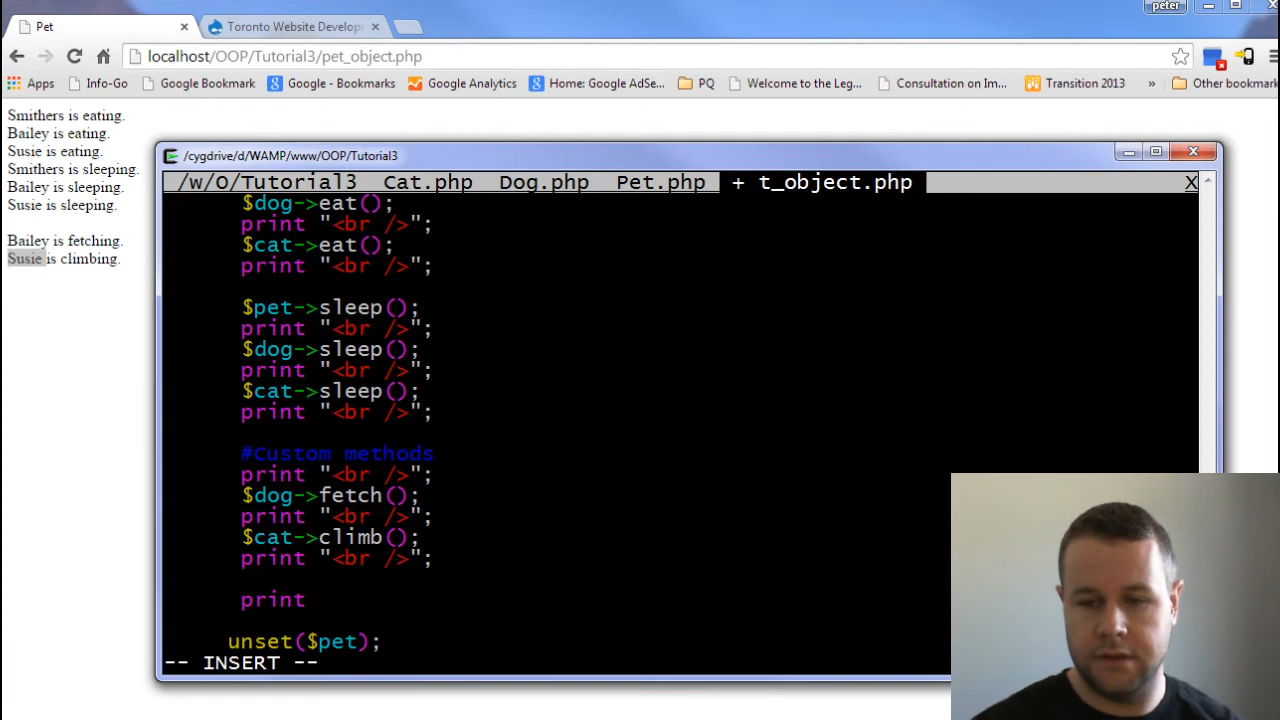 peter
Pet
Toronto Website Develop
localhost/OOP/Tutorial3/pet_object.php
Apps Info-Go Google Bookmark Google - Bookmarks Google Analytics Home: Google AdSe... PQ Welcome to the Leg... Consultation on Im... Transition 2013 » Other bookmark
Smithers is eating.
Bailey is eating.
Susie is eating.
Smithers is sleeping.
Bailey is sleeping.
Susie is sleeping.
Bailey is fetching.
Susie is climbing.
/cygdrive/d/WAMP/www/OOP/Tutorial3
/w/O/Tutorial3 Cat.php Dog.php Pet.php + t_object.php X
$dog->eat();
print "<br />";
$cat->eat();
print "<br />";
$pet->sleep();
print "<br />";
$dog->sleep();
print "<br />";
$cat->sleep();
print "<br />";
#Custom methods
print "<br />";
$dog->fetch();
print "<br />";
$cat->climb();
print "<br />";
print
unset($pet);
-- INSERT --